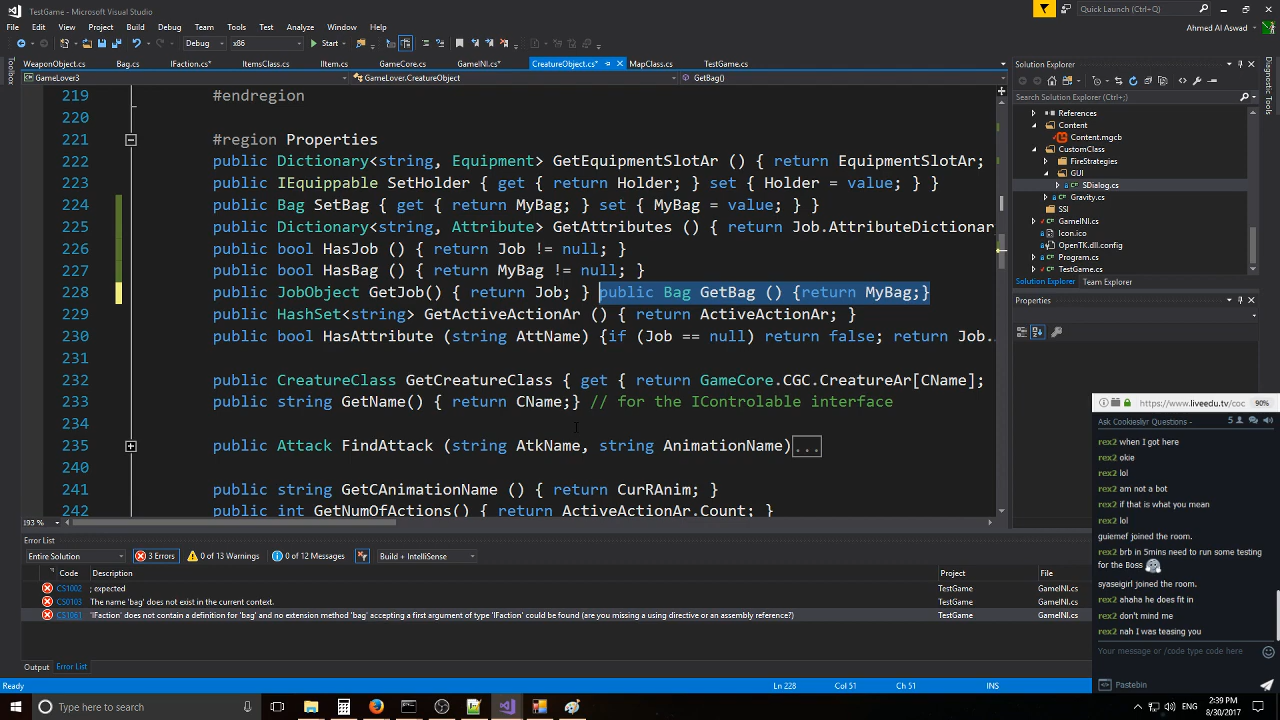 TestGame - Microsoft Visual Studio
Quick Launch (Ctrl+;)
File Edit View Project Build Debug Team Tools Test Analyze Window Help
Ahmed Al Aswad
Debug x86 Start
WeaponObject.cs Bag.cs IFaction.cs* ItemsClass.cs IItem.cs GameCore.cs GameINI.cs* CreatureObject.cs* MapClass.cs TestGame.cs
GameLover3 GameLover.CreatureObject GetBag()
Toolbox
219 #endregion
220
221 #region Properties
222 public Dictionary<string, Equipment> GetEquipmentSlotAr () { return EquipmentSlotAr;
223 public IEquippable SetHolder { get { return Holder; } set { Holder = value; } }
224 public Bag SetBag { get { return MyBag; } set { MyBag = value; } }
225 public Dictionary<string, Attribute> GetAttributes () { return Job.AttributeDictionar
226 public bool HasJob () { return Job != null; }
227 public bool HasBag () { return MyBag != null; }
228 public JobObject GetJob() { return Job; } public Bag GetBag () {return MyBag;}
229 public HashSet<string> GetActiveActionAr () { return ActiveActionAr; }
230 public bool HasAttribute (string AttName) {if (Job == null) return false; return Job.
231
232 public CreatureClass GetCreatureClass { get { return GameCore.CGC.CreatureAr[CName];
233 public string GetName() { return CName;} // for the IControlable interface
234
235 public Attack FindAttack (string AtkName, string AnimationName)...
240
241 public string GetCAnimationName () { return CurRAnim; }
242 public int GetNumOfActions() { return ActiveActionAr.Count; }
193 %
Solution Explorer
Search Solution Explorer (Ctrl+;)
References
Content
Content.mgcb
CustomClass
FireStrategies
GUI
SDialog.cs
Gravity.cs
SSI
GameINI.cs
Icon.ico
OpenTK.dll.config
Program.cs
TestGame.cs
Solution Explorer Team Explorer
Properties
Diagnostic Tools
Error List
Entire Solution 3 Errors 0 of 13 Warnings 0 of 12 Messages Build + IntelliSense
Code Description Project File
CS1002 ; expected TestGame GameINI.cs
CS0103 The name 'bag' does not exist in the current context. TestGame GameINI.cs
CS1061 'IFaction' does not contain a definition for 'bag' and no extension method 'bag' accepting a first argument of type 'IFaction' could be found (are you missing a using directive or an assembly reference?) TestGame GameINI.cs
Output Error List
Ready Ln 228 Col 51 Ch 51 INS
https://www.liveedu.tv/coc 90%
Ask Cookiesliyr Questions - 5
rex2 when I got here
rex2 okie
rex2 lol
rex2 am not a bot
rex2 if that is what you mean
rex2 lol
guiemef joined the room.
rex2 brb in 5mins need to run some testing
for the Boss
syaseigirl joined the room.
rex2 ahaha he does fit in
rex2 don't mind me
rex2 nah I was teasing you
Your message or /code type code here
Pastebin
Type here to search
ENG
2:39 PM
8/30/2017